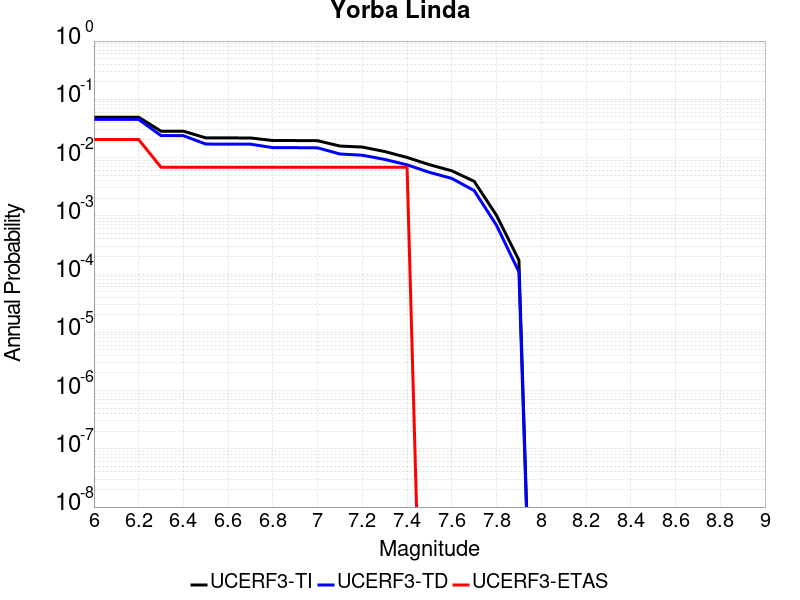 Yorba Linda
10^0
10^-1
10^-2
10^-3
10^-4
10^-5
10^-6
10^-7
10^-8
Annual Probability
6 6.2 6.4 6.6 6.8 7 7.2 7.4 7.6 7.8 8 8.2 8.4 8.6 8.8 9
Magnitude
UCERF3-TI UCERF3-TD UCERF3-ETAS